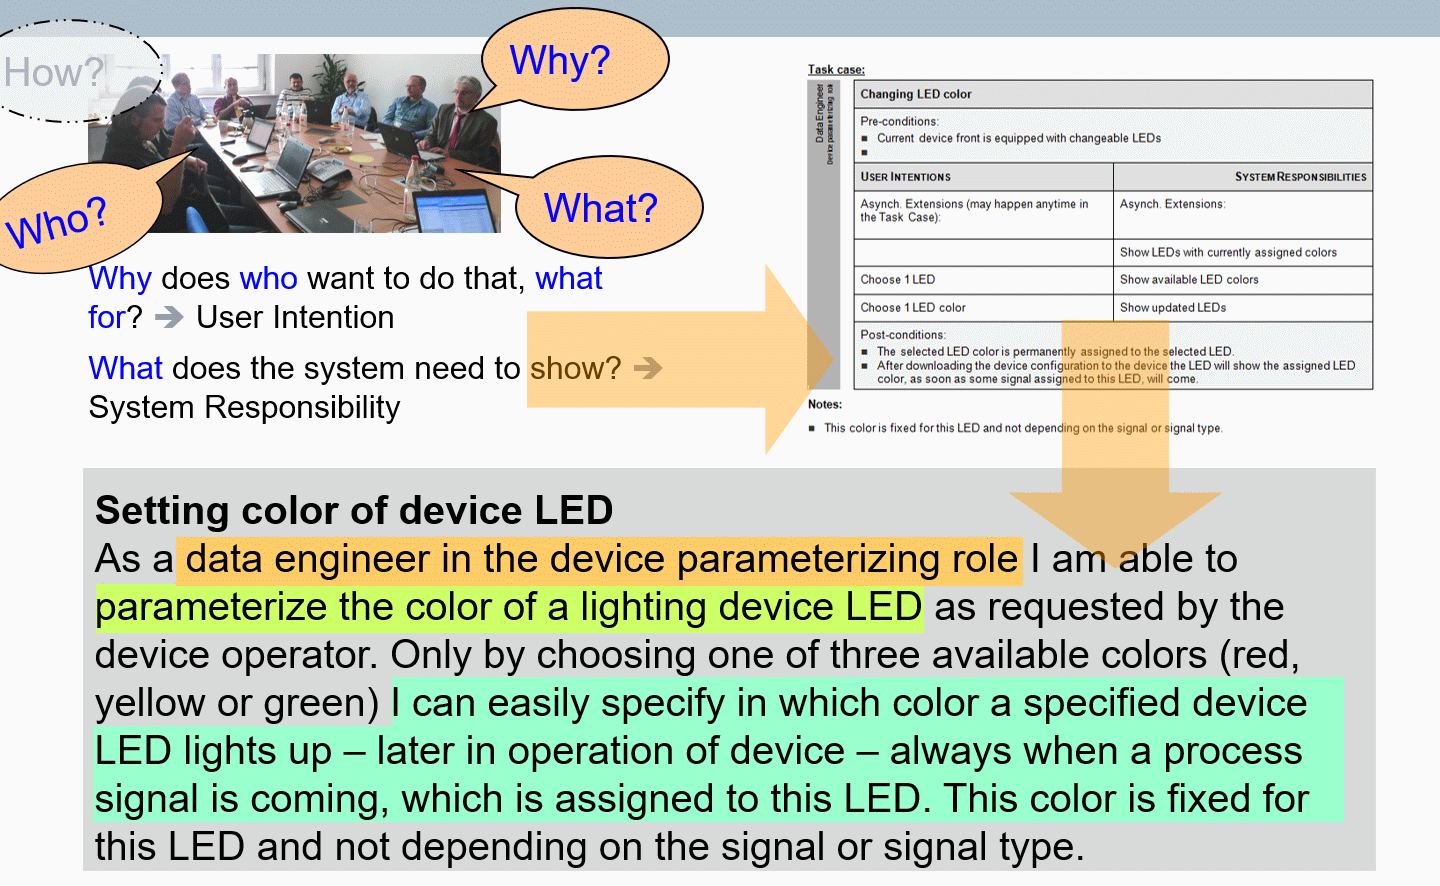 How?
Why?
Who?
What?
Why does who want to do that, what
for? ➔ User Intention
What does the system need to show? ➔
System Responsibility
Task case:
Data Engineer
Device parameterizing role
Changing LED color
Pre-conditions:
■ Current device front is equipped with changeable LEDs
■
USER INTENTIONS SYSTEM RESPONSIBILITIES
Asynch. Extensions (may happen anytime in
the Task Case):
Asynch. Extensions:
Show LEDs with currently assigned colors
Choose 1 LED Show available LED colors
Choose 1 LED color Show updated LEDs
Post-conditions:
■ The selected LED color is permanently assigned to the selected LED.
■ After downloading the device configuration to the device the LED will show the assigned LED
color, as soon as some signal assigned to this LED, will come.
Notes:
■ This color is fixed for this LED and not depending on the signal or signal type.
Setting color of device LED
As a data engineer in the device parameterizing role I am able to
parameterize the color of a lighting device LED as requested by the
device operator. Only by choosing one of three available colors (red,
yellow or green) I can easily specify in which color a specified device
LED lights up – later in operation of device – always when a process
signal is coming, which is assigned to this LED. This color is fixed for
this LED and not depending on the signal or signal type.